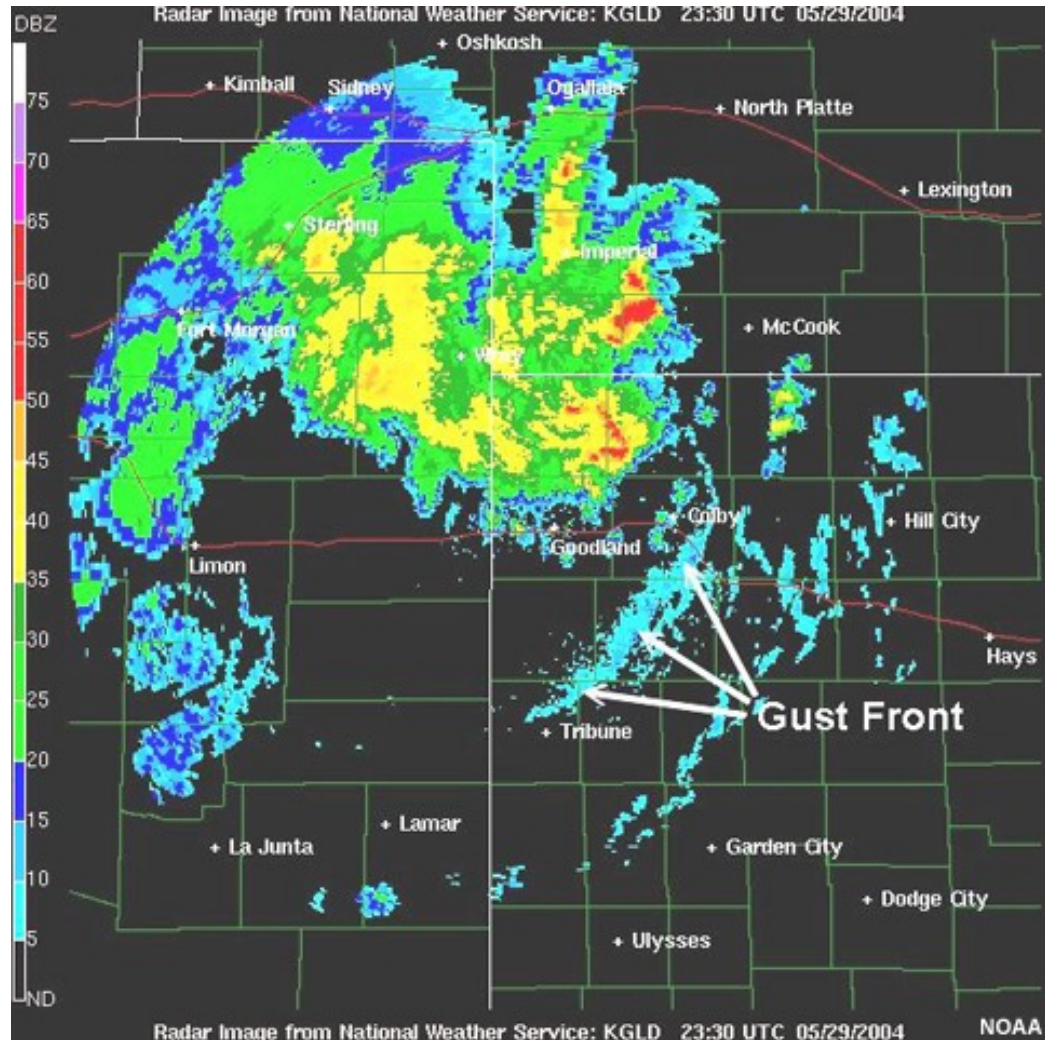 Radar Image from National Weather Service: KGLD 23:30 UTC 05/29/2004
DBZ
Oshkosh
Kimball
Sidney
Ogallala
75
North Platte
70
Lexington
65
Sterling
Imperial
60
Fort Morgan
McCook
55
Wray
50
45
Colby
40
Hill City
Goodland
Limon
35
30
Hays
25
Gust Front
Tribune
20
15
Lamar
La Junta
Garden City
10
Dodge City
5
Ulysses
ND
Radar Image from National Weather Service: KGLD 23:30 UTC 05/29/2004
NOAA